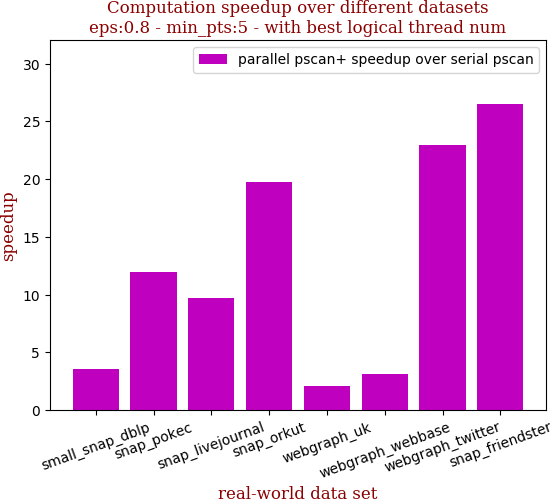 Computation speedup over different datasets
eps:0.8 - min_pts:5 - with best logical thread num
parallel pscan+ speedup over serial pscan
speedup
30
25
20
15
10
5
0
small_snap_dblp
snap_pokec
snap_livejournal
snap_orkut
webgraph_uk
webgraph_webbase
webgraph_twitter
snap_friendster
real-world data set